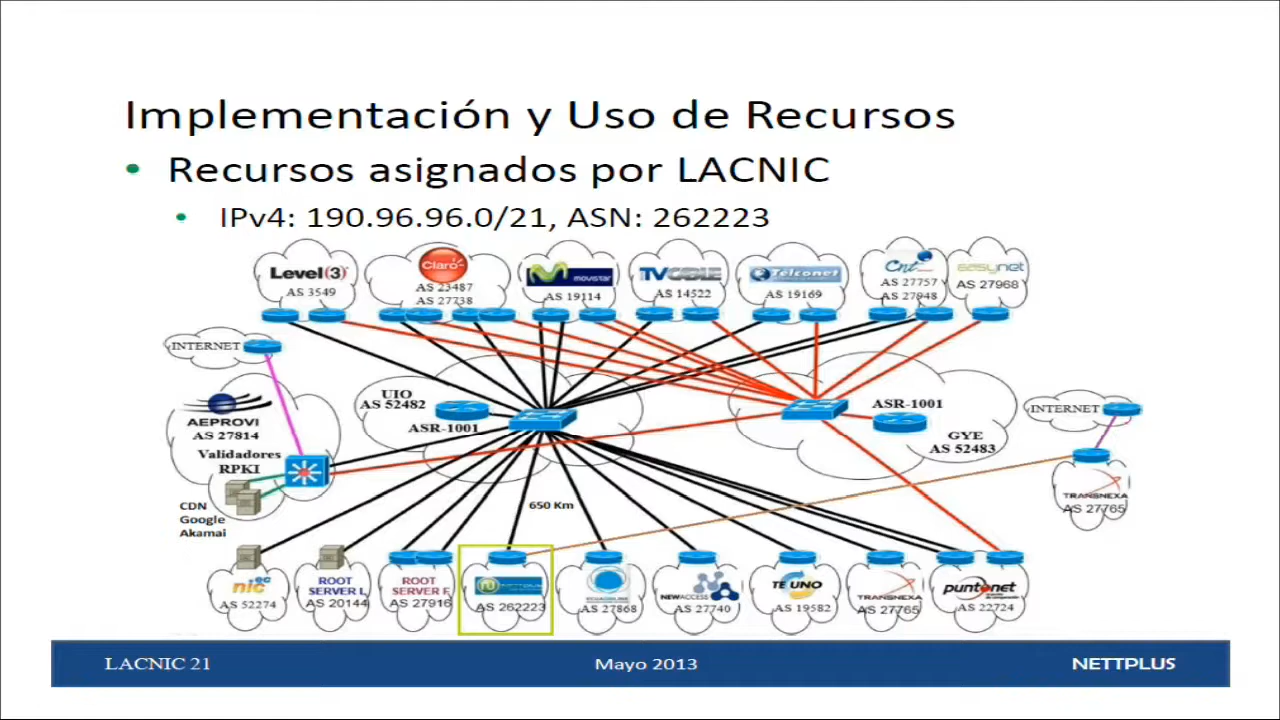 Implementación y Uso de Recursos
Recursos asignados por LACNIC
IPv4: 190.96.96.0/21, ASN: 262223
Level(3)
AS 3549
Claro
AS 23487
AS 27738
movistar
AS 19114
TVCABLE
AS 14522
Telconet
AS 19169
Cnt
AS 27757
AS 27948
easynet
AS 27968
INTERNET
AEPROVI
AS 27814
Validadores
RPKI
CDN
Google
Akamai
UIO
AS 52482
ASR-1001
ASR-1001
GYE
AS 52483
INTERNET
TRANSNEXA
AS 27765
650 Km
nic ec
AS 52274
ROOT
SERVER L
AS 20144
ROOT
SERVER F
AS 27916
AS 262223
AS 27868
NEWACCESS
AS 27740
TE UNO
AS 19582
TRANSNEXA
AS 27765
puntonet
AS 22724
LACNIC 21
Mayo 2013
NETTPLUS